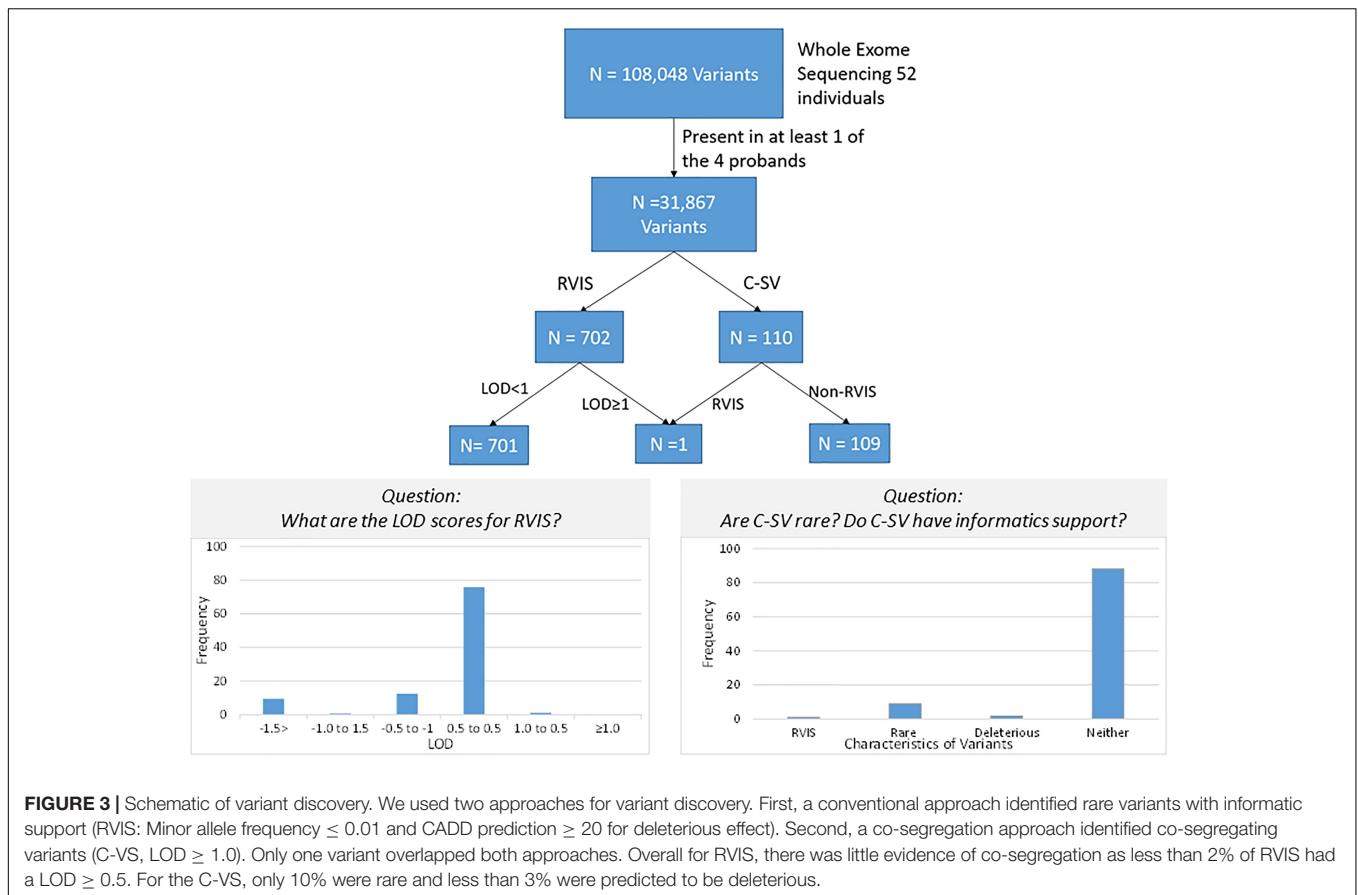 N = 108,048 Variants
Whole Exome
Sequencing 52
individuals
Present in at least 1 of
the 4 probands
N =31,867
Variants
RVIS
C-SV
N = 702
N = 110
LOD<1
LOD≥1
RVIS
Non-RVIS
N= 701
N =1
N = 109
Question:
What are the LOD scores for RVIS?
Frequency
100
80
60
40
20
0
-1.5>
-1.0 to 1.5
-0.5 to -1
0.5 to 0.5
1.0 to 0.5
≥1.0
LOD
Question:
Are C-SV rare? Do C-SV have informatics support?
Frequency
100
80
60
40
20
0
RVIS
Rare
Deleterious
Neither
Characteristics of Variants
FIGURE 3 | Schematic of variant discovery. We used two approaches for variant discovery. First, a conventional approach identified rare variants with informatic
support (RVIS: Minor allele frequency ≤ 0.01 and CADD prediction ≥ 20 for deleterious effect). Second, a co-segregation approach identified co-segregating
variants (C-VS, LOD ≥ 1.0). Only one variant overlapped both approaches. Overall for RVIS, there was little evidence of co-segregation as less than 2% of RVIS had
a LOD ≥ 0.5. For the C-VS, only 10% were rare and less than 3% were predicted to be deleterious.